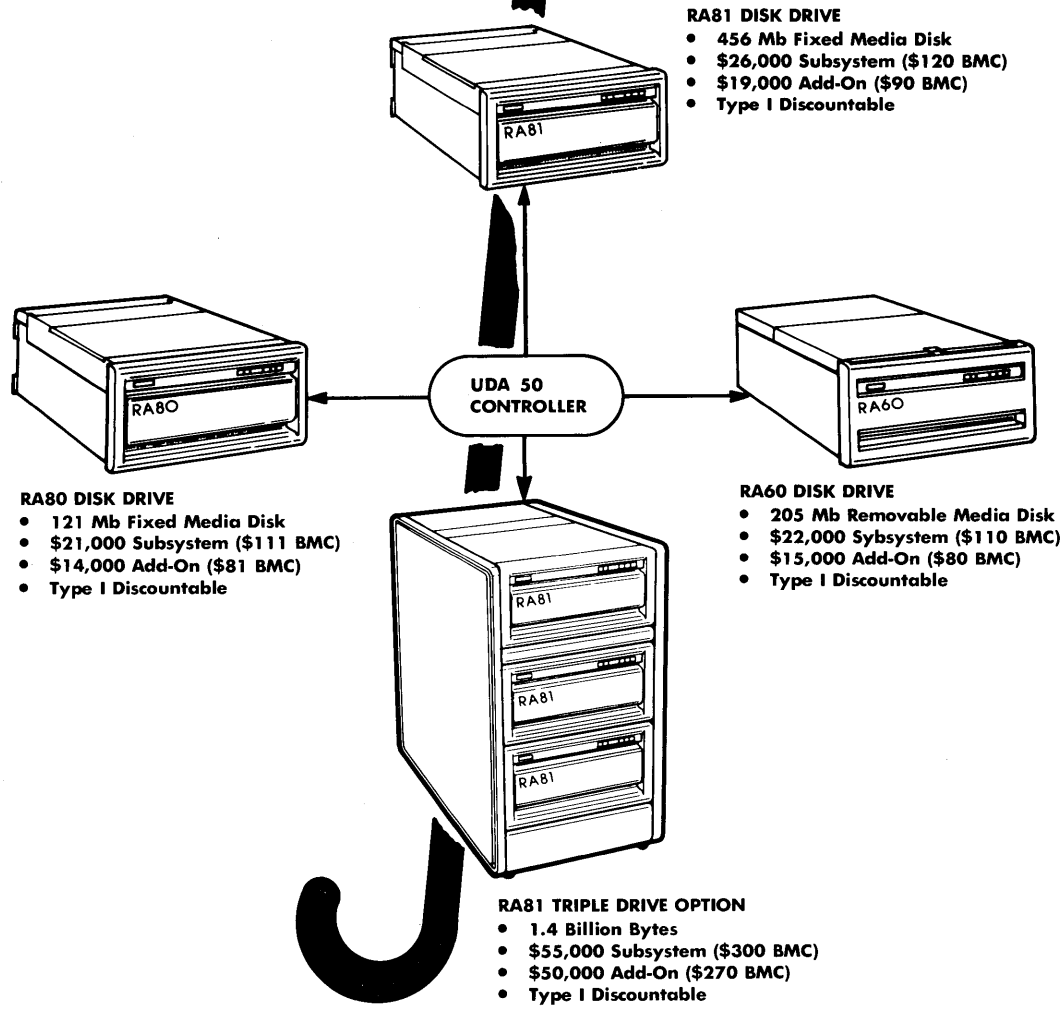 RA81 DISK DRIVE
• 456 Mb Fixed Media Disk
• $26,000 Subsystem ($120 BMC)
• $19,000 Add-On ($90 BMC)
• Type I Discountable
RA81
RA80
UDA 50
CONTROLLER
RA60
RA80 DISK DRIVE
• 121 Mb Fixed Media Disk
• $21,000 Subsystem ($111 BMC)
• $14,000 Add-On ($81 BMC)
• Type I Discountable
RA60 DISK DRIVE
• 205 Mb Removable Media Disk
• $22,000 Sybsystem ($110 BMC)
• $15,000 Add-On ($80 BMC)
• Type I Discountable
RA81
RA81
RA81
RA81 TRIPLE DRIVE OPTION
• 1.4 Billion Bytes
• $55,000 Subsystem ($300 BMC)
• $50,000 Add-On ($270 BMC)
• Type I Discountable